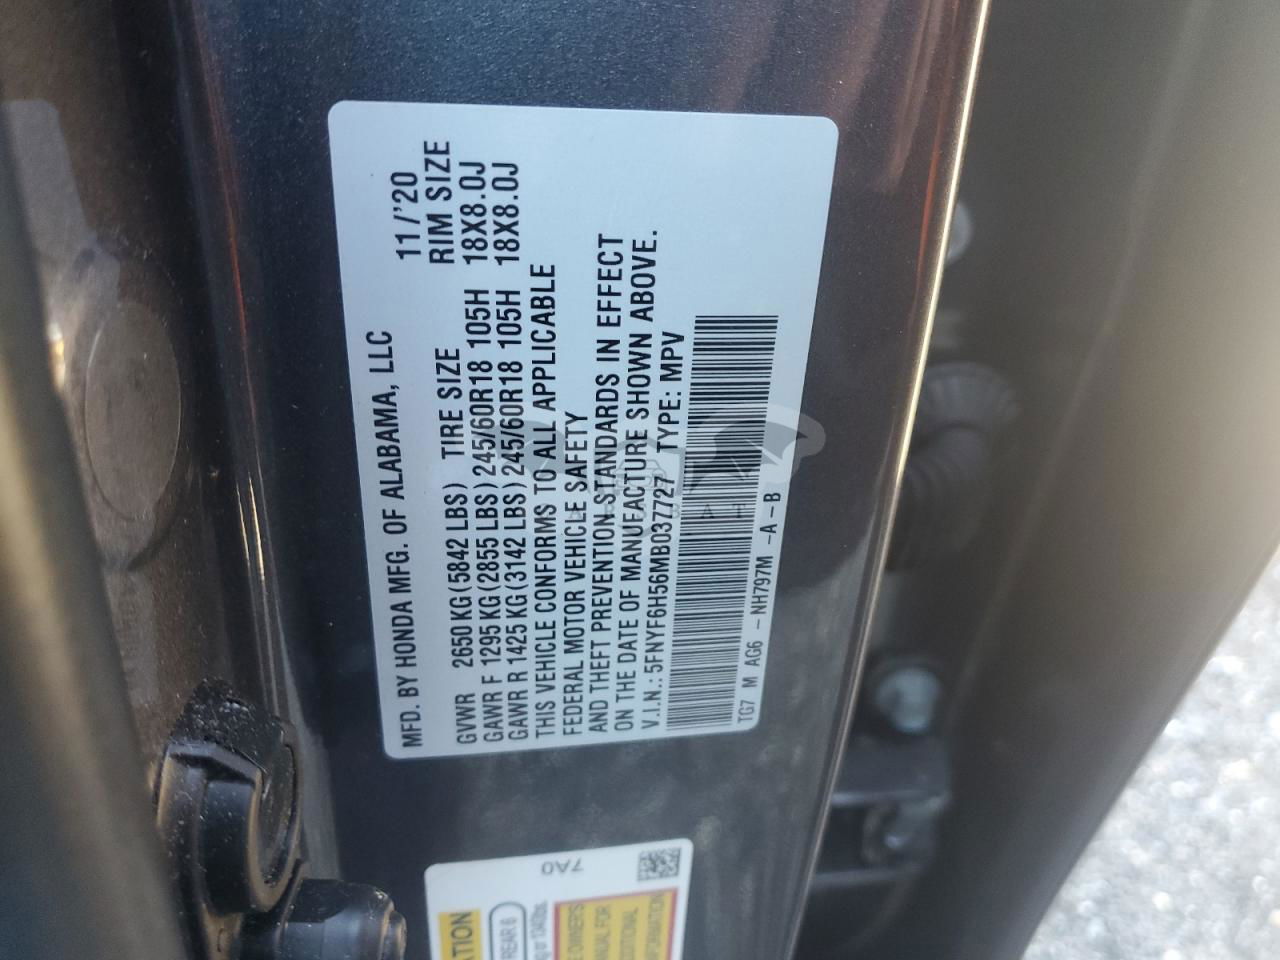 MFD. BY HONDA MFG. OF ALABAMA, LLC 11/'20
GVWR 2650 KG (5842 LBS) TIRE SIZE RIM SIZE
GAWR F 1295 KG (2855 LBS) 245/60R18 105H 18X8.0J
GAWR R 1425 KG (3142 LBS) 245/60R18 105H 18X8.0J
THIS VEHICLE CONFORMS TO ALL APPLICABLE
FEDERAL MOTOR VEHICLE SAFETY
AND THEFT PREVENTION STANDARDS IN EFFECT
ON THE DATE OF MANUFACTURE SHOWN ABOVE.
V.I.N.: 5FNYF6H56MB037727 TYPE: MPV
TG7 M AG6 -NH797M -A -B
7A0
REAR 6